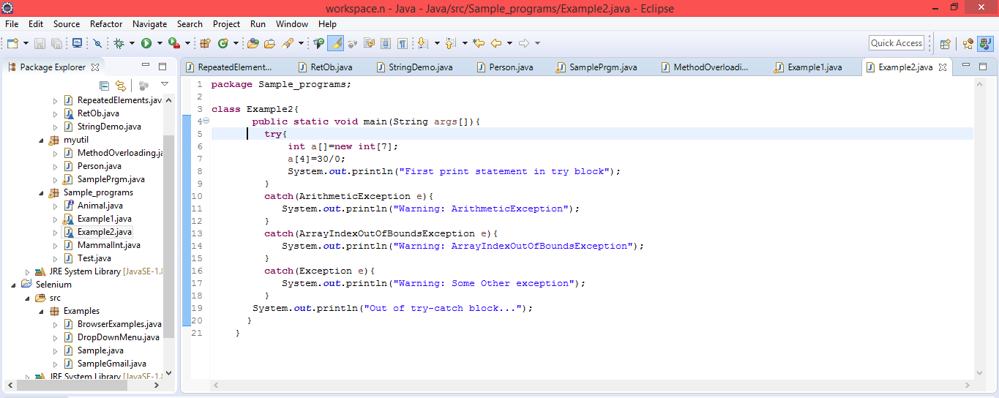 workspace.n - Java - Java/src/Sample_programs/Example2.java - Eclipse
File Edit Source Refactor Navigate Search Project Run Window Help
Quick Access
Package Explorer
RepeatedElements.jav
RetOb.java
StringDemo.java
myutil
MethodOverloading.ja
Person.java
SamplePrgm.java
Sample_programs
Animal.java
Example1.java
Example2.java
MammalInt.java
Test.java
JRE System Library [JavaSE-1.8
Selenium
src
Examples
BrowserExamples.java
DropDownMenu.java
Sample.java
SampleGmail.java
JRE System Library [JavaSE-1.8
RepeatedElement... RetOb.java StringDemo.java Person.java SamplePrgm.java MethodOverloadi... Example1.java Example2.java
1 package Sample_programs;
2
3 class Example2{
4 public static void main(String args[]){
5 try{
6 int a[]=new int[7];
7 a[4]=30/0;
8 System.out.println("First print statement in try block");
9 }
10 catch(ArithmeticException e){
11 System.out.println("Warning: ArithmeticException");
12 }
13 catch(ArrayIndexOutOfBoundsException e){
14 System.out.println("Warning: ArrayIndexOutOfBoundsException");
15 }
16 catch(Exception e){
17 System.out.println("Warning: Some Other exception");
18 }
19 System.out.println("Out of try-catch block...");
20 }
21 }